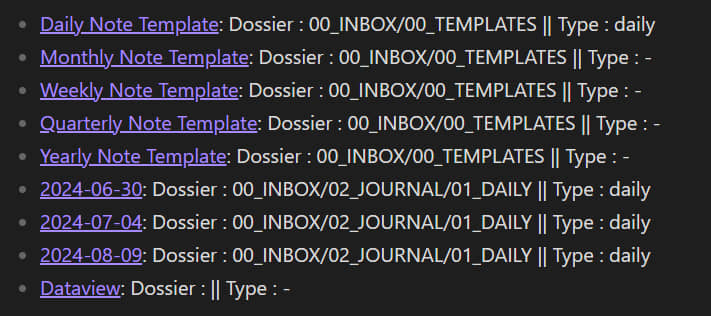 Daily Note Template: Dossier : 00_INBOX/00_TEMPLATES || Type : daily
Monthly Note Template: Dossier : 00_INBOX/00_TEMPLATES || Type : -
Weekly Note Template: Dossier : 00_INBOX/00_TEMPLATES || Type : -
Quarterly Note Template: Dossier : 00_INBOX/00_TEMPLATES || Type : -
Yearly Note Template: Dossier : 00_INBOX/00_TEMPLATES || Type : -
2024-06-30: Dossier : 00_INBOX/02_JOURNAL/01_DAILY || Type : daily
2024-07-04: Dossier : 00_INBOX/02_JOURNAL/01_DAILY || Type : daily
2024-08-09: Dossier : 00_INBOX/02_JOURNAL/01_DAILY || Type : daily
Dataview: Dossier : || Type : -